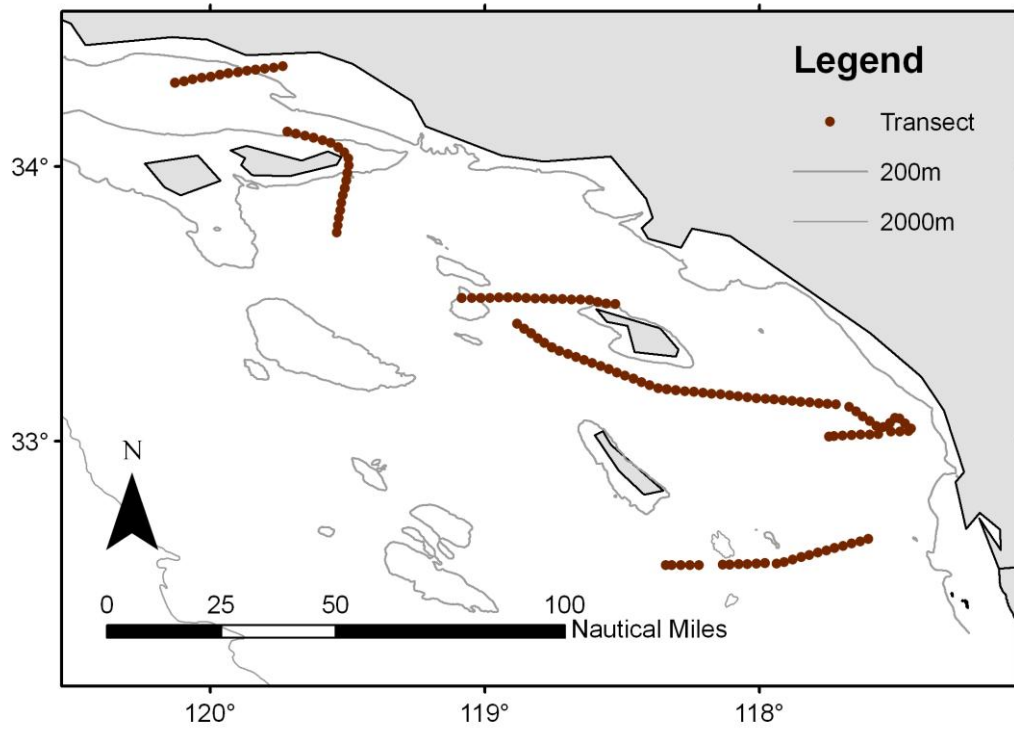 Legend
Transect
200m
2000m
34°
33°
N
0 25 50 100
Nautical Miles
120° 119° 118°